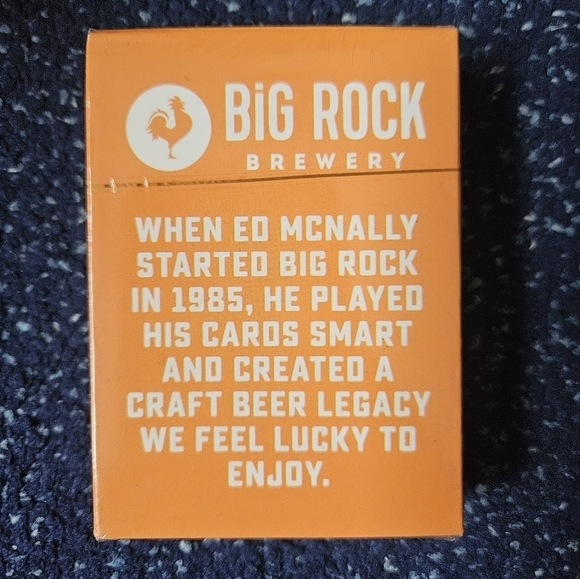 BiG ROCK
BREWERY
WHEN ED MCNALLY
STARTED BIG ROCK
IN 1985, HE PLAYED
HIS CARDS SMART
AND CREATED A
CRAFT BEER LEGACY
WE FEEL LUCKY TO
ENJOY.